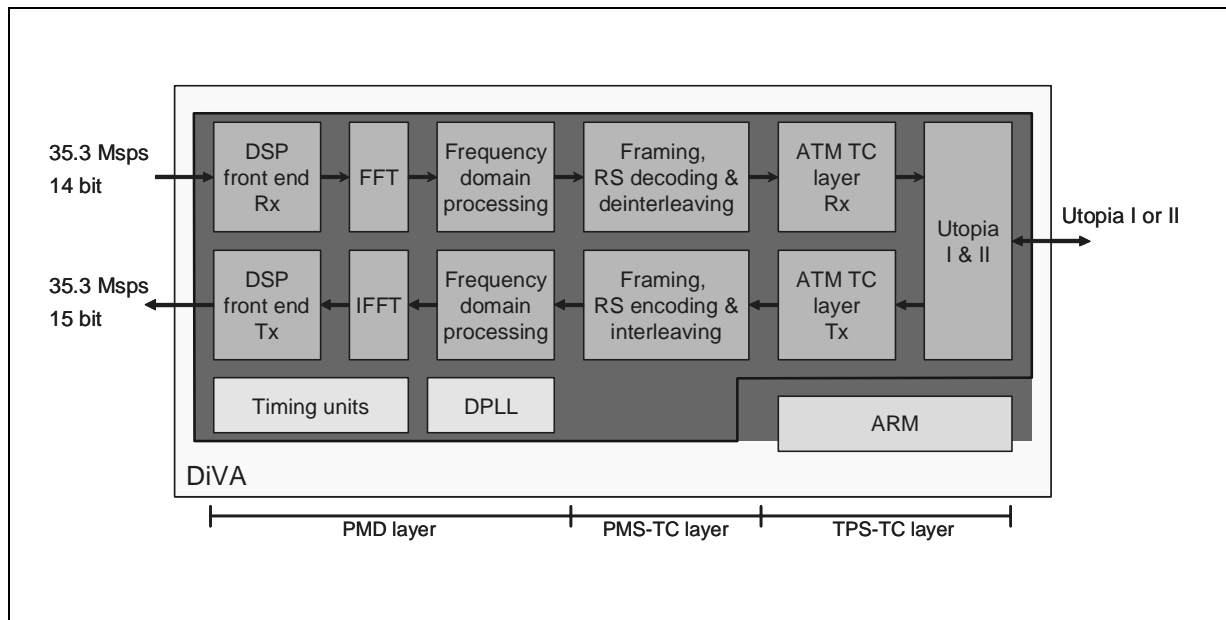 35.3 Msps
14 bit
DSP
front end
Rx
FFT
Frequency
domain
processing
Framing,
RS decoding &
deinterleaving
ATM TC
layer
Rx
Utopia
I & II
Utopia I or II
35.3 Msps
15 bit
DSP
front end
Tx
IFFT
Frequency
domain
processing
Framing,
RS encoding &
interleaving
ATM TC
layer
Tx
Timing units
DPLL
ARM
DiVA
PMD layer
PMS-TC layer
TPS-TC layer